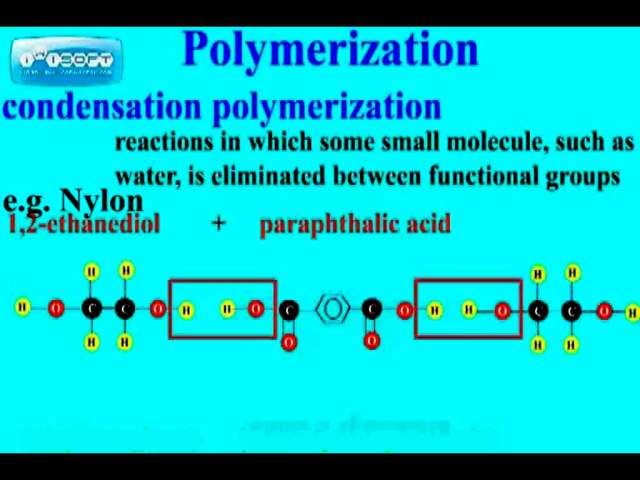 iwisoft
Polymerization
condensation polymerization
reactions in which some small molecule, such as
water, is eliminated between functional groups
e.g. Nylon
1,2-ethanediol + paraphthalic acid
H H H H
H O C C O H H O C C O H H O C C O H
H H O O H H